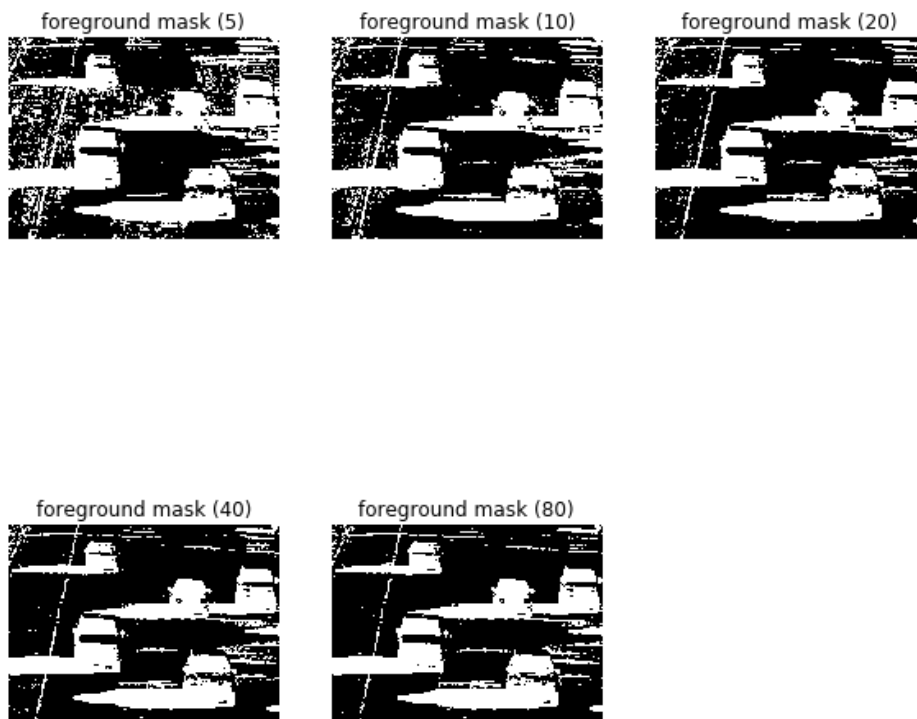 foreground mask (5)
foreground mask (10)
foreground mask (20)
foreground mask (40)
foreground mask (80)